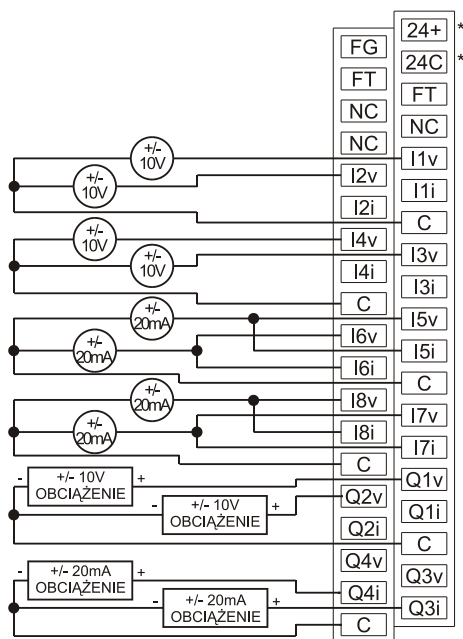 24+ *
FG
24C *
FT
FT
NC
NC
NC
+/-
10V
I1v
+/-
10V
I2v
I1i
I2i
C
+/-
10V
I4v
+/-
10V
I3v
I4i
I3i
C
+/-
20mA
I5v
+/-
20mA
I6v
I5i
I6i
C
+/-
20mA
I8v
I7v
+/-
20mA
I8i
I7i
C
- +/- 10V +
OBCIĄŻENIE
Q1v
- +/- 10V +
OBCIĄŻENIE
Q2v
Q1i
Q2i
C
Q4v
Q3v
- +/- 20mA +
OBCIĄŻENIE
Q4i
- +/- 20mA +
OBCIĄŻENIE
Q3i
C